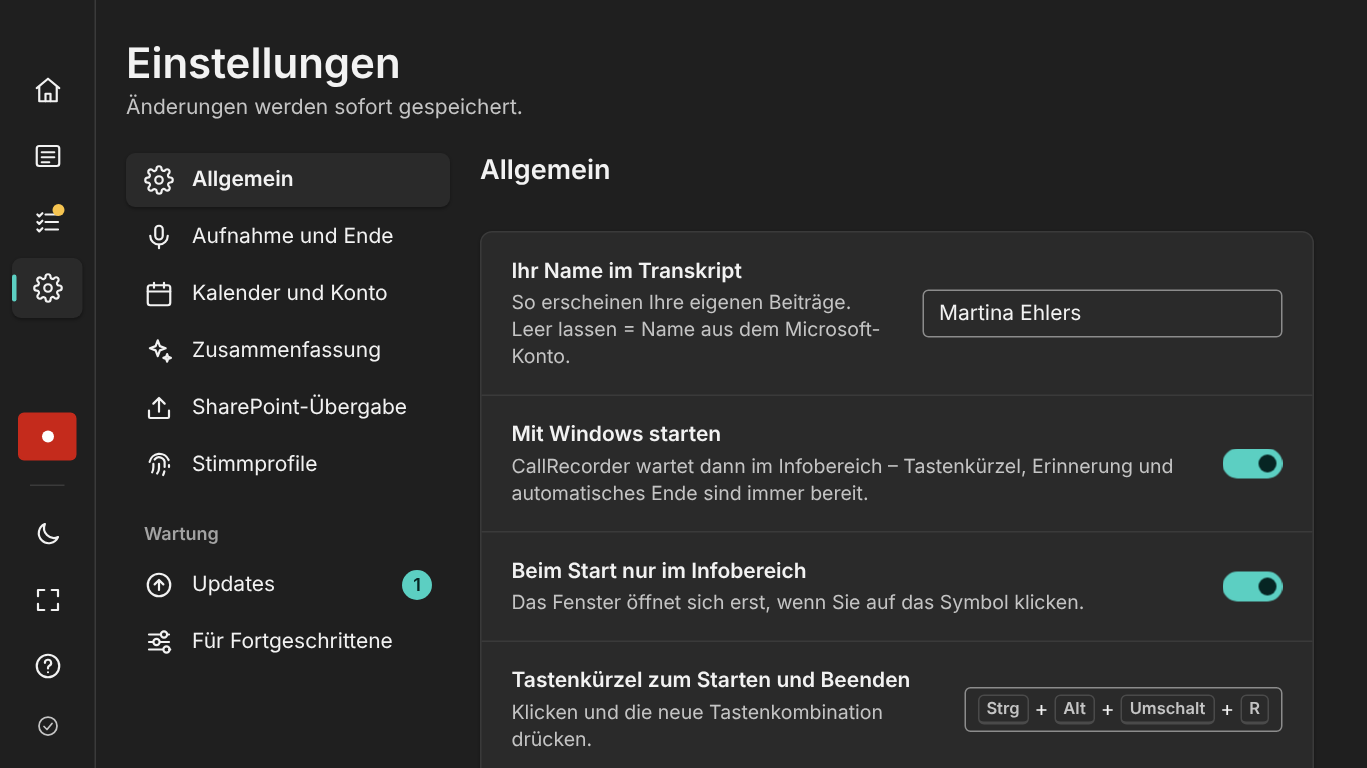 Einstellungen
Änderungen werden sofort gespeichert.
Allgemein
Aufnahme und Ende
Kalender und Konto
Zusammenfassung
SharePoint-Übergabe
Stimmprofile
Wartung
Updates
1
Für Fortgeschrittene
Allgemein
Ihr Name im Transkript
So erscheinen Ihre eigenen Beiträge.
Leer lassen = Name aus dem Microsoft-
Konto.
Martina Ehlers
Mit Windows starten
CallRecorder wartet dann im Infobereich – Tastenkürzel, Erinnerung und
automatisches Ende sind immer bereit.
Beim Start nur im Infobereich
Das Fenster öffnet sich erst, wenn Sie auf das Symbol klicken.
Tastenkürzel zum Starten und Beenden
Klicken und die neue Tastenkombination
drücken.
Strg + Alt + Umschalt + R